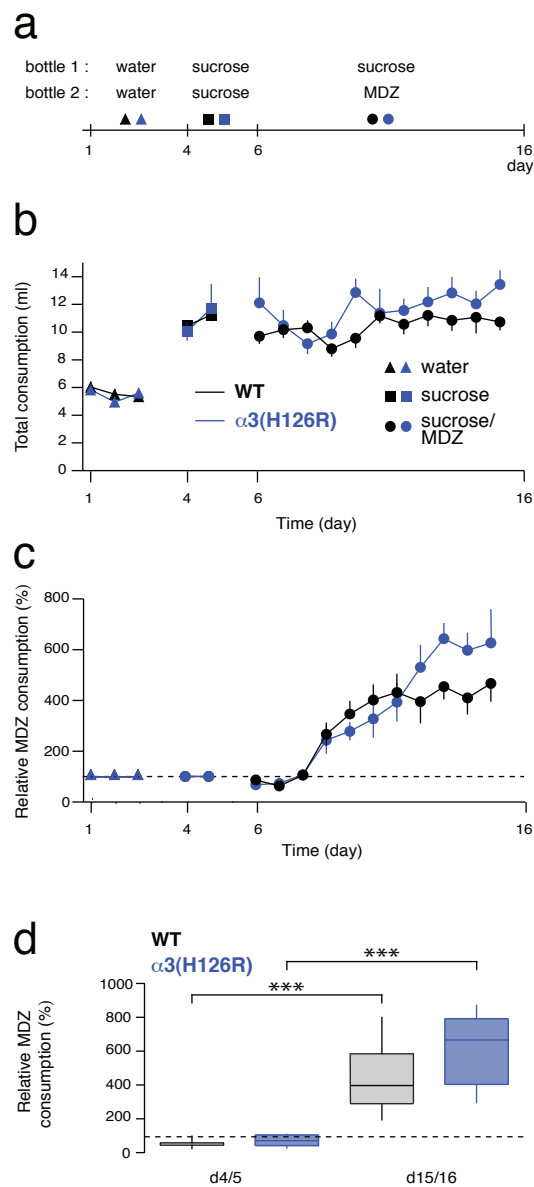 a
bottle 1 : water sucrose sucrose
bottle 2 : water sucrose MDZ
1 4 6 16
day
b
Total consumption (ml)
14
12
10
8
6
4
2
0
water
WT
sucrose
α3(H126R)
sucrose/
MDZ
1 4 6 16
Time (day)
c
Relative MDZ consumption (%)
800
600
400
200
0
1 4 6 16
Time (day)
d
WT
α3(H126R)
***
***
Relative MDZ
consumption (%)
1000
800
600
400
200
0
d4/5 d15/16